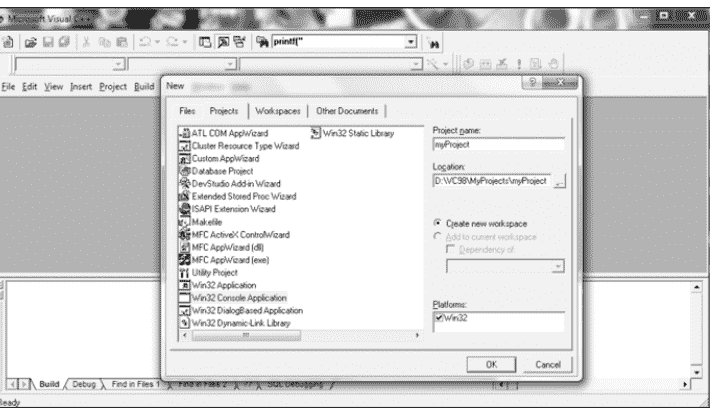 Microsoft Visual C++
printf("
File Edit View Insert Project Build
New
Files Projects Workspaces Other Documents
ATL COM AppWizard
Cluster Resource Type Wizard
Custom AppWizard
Database Project
DevStudio Add-in Wizard
Extended Stored Proc Wizard
ISAPI Extension Wizard
Makefile
MFC ActiveX ControlWizard
MFC AppWizard (dll)
MFC AppWizard (exe)
Utility Project
Win32 Application
Win32 Console Application
Win32 DialogBased Application
Win32 Dynamic-Link Library
Win32 Static Library
Project name:
myProject
Location:
D:\VC98\MyProjects\myProject
...
Create new workspace
Add to current workspace
Dependency of:
Platforms:
Win32
OK Cancel
Build Debug Find in Files 1 Find in Files 2 SQL Debugging
Ready